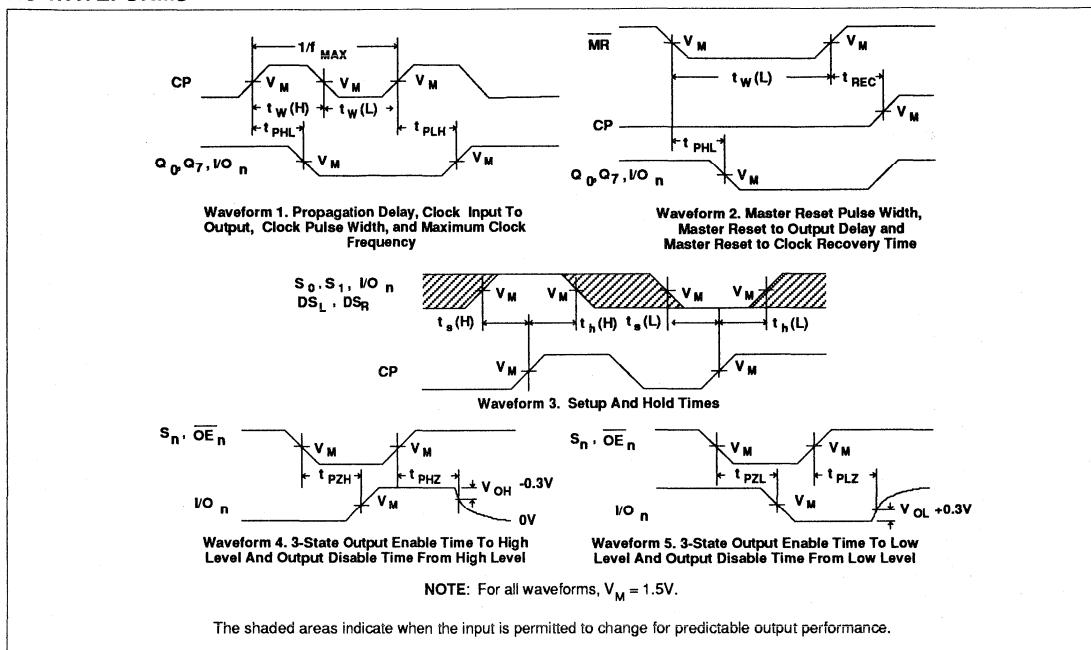 1/f MAX
CP
V M
V M
V M
t W (H)
t W (L)
t PHL
t PLH
Q 0, Q 7, I/O n
V M
V M
Waveform 1. Propagation Delay, Clock Input To
Output, Clock Pulse Width, and Maximum Clock
Frequency
MR
V M
V M
t W (L)
t REC
V M
CP
t PHL
Q 0, Q 7, I/O n
V M
Waveform 2. Master Reset Pulse Width,
Master Reset to Output Delay and
Master Reset to Clock Recovery Time
S 0, S 1, I/O n
DS L, DS R
V M
V M
V M
V M
t s (H)
t h (H)
t s (L)
t h (L)
CP
V M
V M
Waveform 3. Setup And Hold Times
S n, OE n
V M
V M
t PZH
t PHZ
V OH -0.3V
I/O n
V M
0V
Waveform 4. 3-State Output Enable Time To High
Level And Output Disable Time From High Level
S n, OE n
V M
V M
t PZL
t PLZ
I/O n
V M
V OL +0.3V
Waveform 5. 3-State Output Enable Time To Low
Level And Output Disable Time From Low Level
NOTE: For all waveforms, V M = 1.5V.
The shaded areas indicate when the input is permitted to change for predictable output performance.